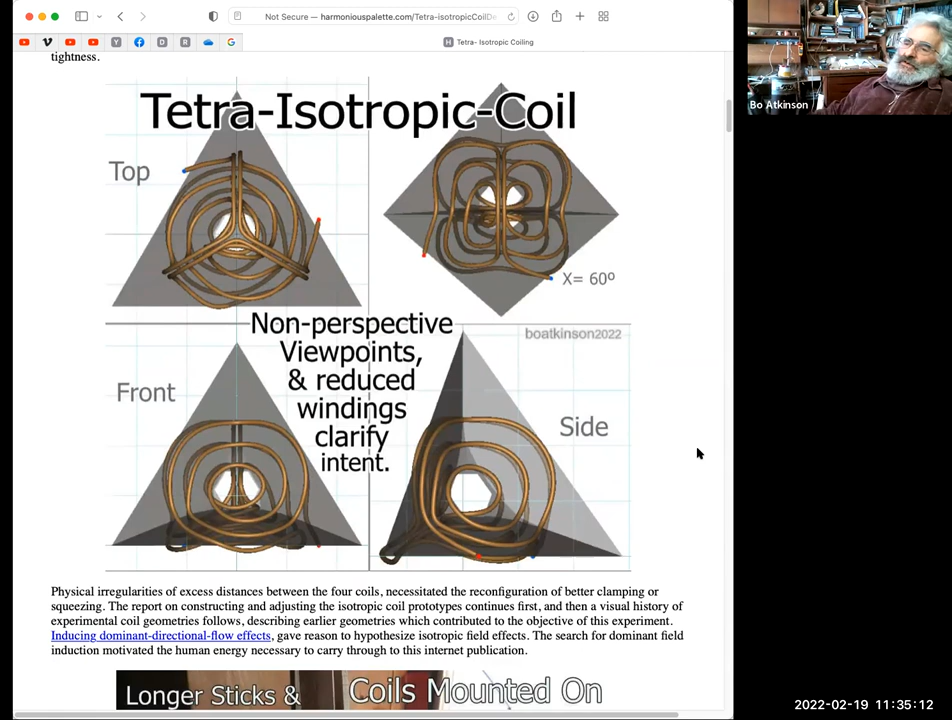 Not Secure — harmoniouspalette.com/Tetra-isotropicCoilDe
Tetra- Isotropic Coiling
tightness.
Tetra-Isotropic-Coil
Top
X= 60º
Non-perspective
Viewpoints,
& reduced
windings
clarify
intent.
boatkinson2022
Front
Side
Physical irregularities of excess distances between the four coils, necessitated the reconfiguration of better clamping or
squeezing. The report on constructing and adjusting the isotropic coil prototypes continues first, and then a visual history of
experimental coil geometries follows, describing earlier geometries which contributed to the objective of this experiment.
Inducing dominant-directional-flow effects, gave reason to hypothesize isotropic field effects. The search for dominant field
induction motivated the human energy necessary to carry through to this internet publication.
Longer Sticks &
Coils Mounted On
Bo Atkinson
2022-02-19 11:35:12